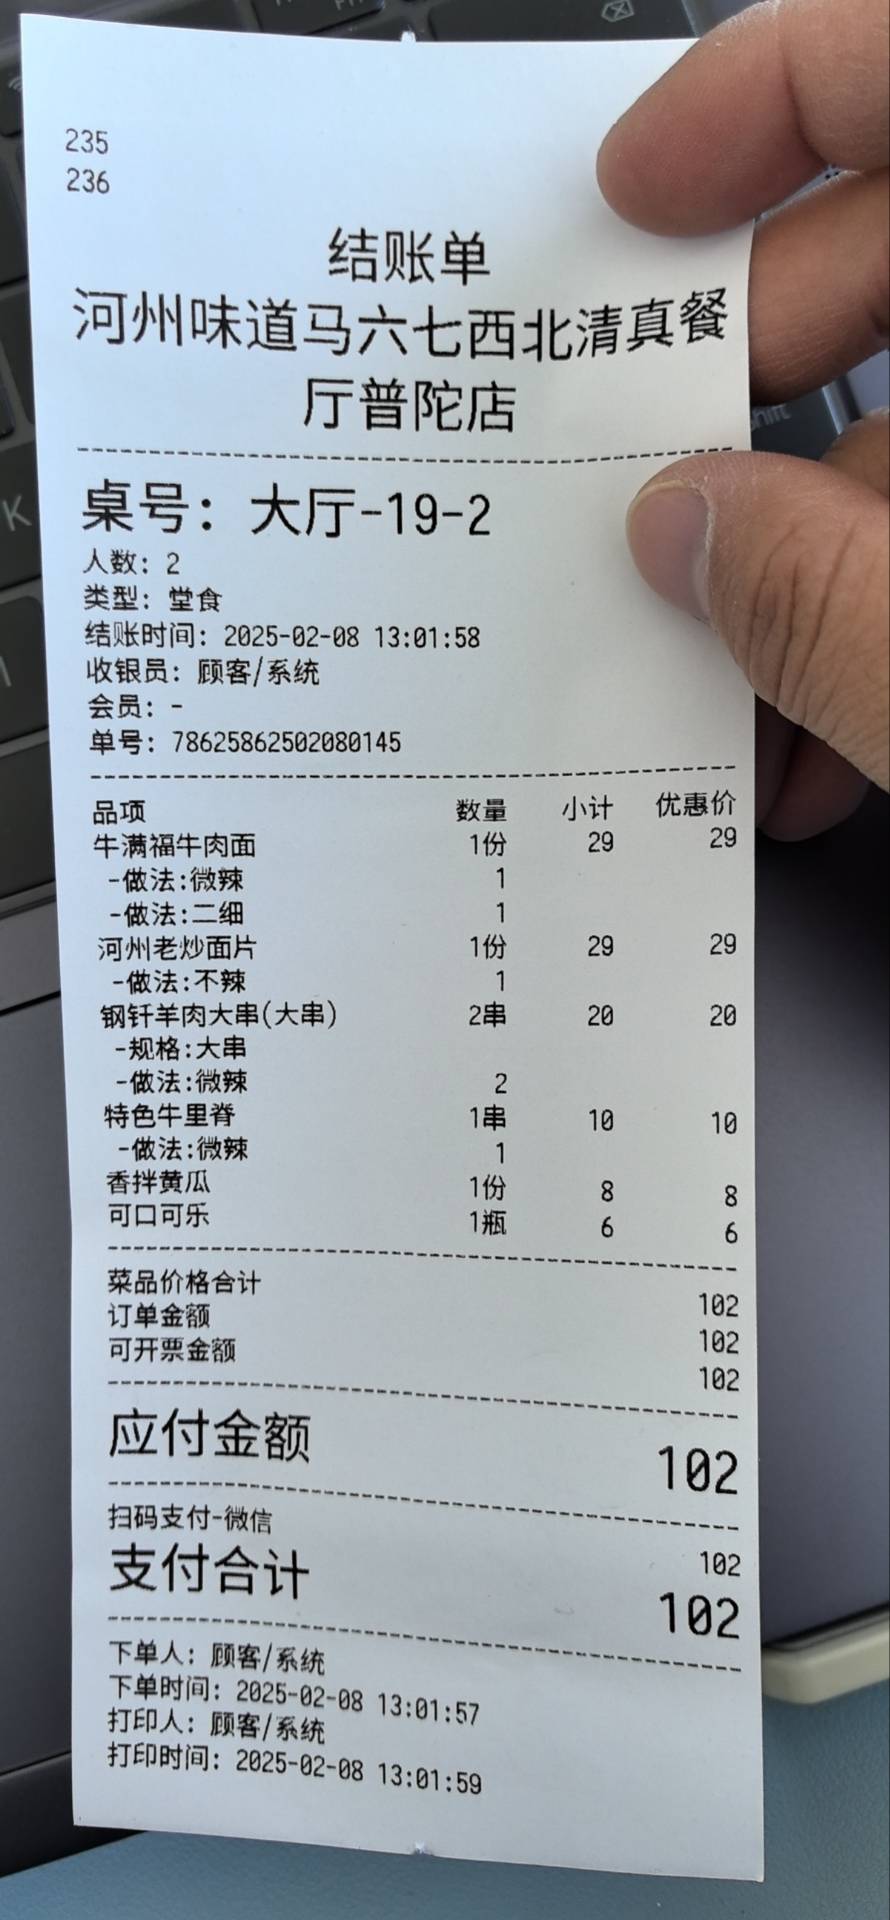 235
236
结账单
河州味道马六七西北清真餐
厅普陀店
桌号：大厅-19-2
人数：2
类型：堂食
结账时间：2025-02-08 13:01:58
收银员：顾客/系统
会员：-
单号：78625862502080145
品项 数量 小计 优惠价
牛满福牛肉面 1份 29 29
-做法:微辣 1
-做法:二细 1
河州老炒面片 1份 29 29
-做法:不辣 1
钢钎羊肉大串(大串) 2串 20 20
-规格:大串
-做法:微辣 2
特色牛里脊 1串 10 10
-做法:微辣 1
香拌黄瓜 1份 8 8
可口可乐 1瓶 6 6
菜品价格合计 102
订单金额 102
可开票金额 102
应付金额 102
扫码支付-微信 102
支付合计 102
下单人：顾客/系统
下单时间：2025-02-08 13:01:57
打印人：顾客/系统
打印时间：2025-02-08 13:01:59
K
shift